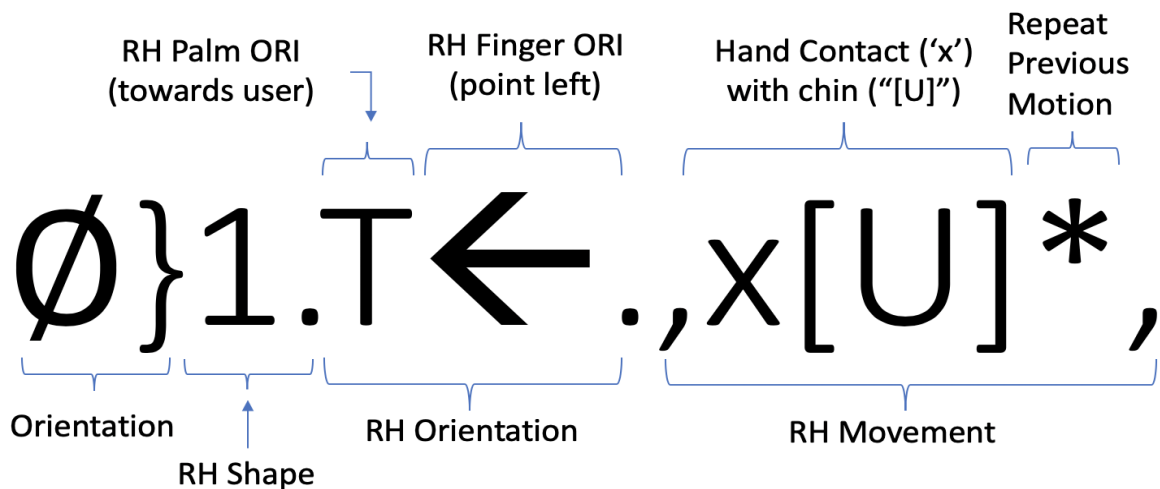 RH Palm ORI
(towards user)
RH Finger ORI
(point left)
Hand Contact (‘x’)
with chin (“[U]”)
Repeat
Previous
Motion
Ø}1.T←.,x[U]*,
Orientation
RH Shape
RH Orientation
RH Movement